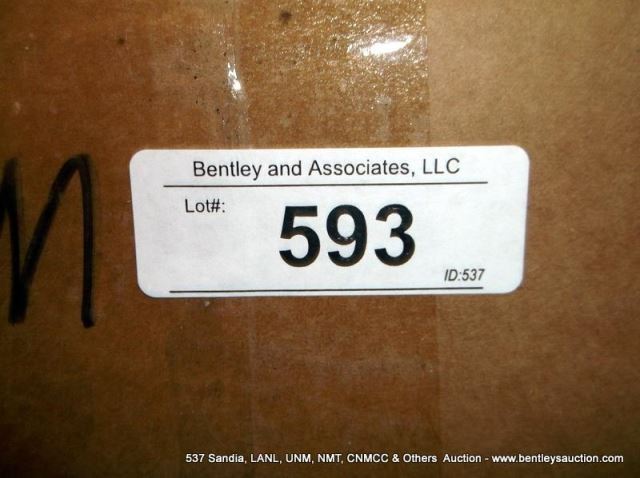 Bentley and Associates, LLC
Lot#:
593
ID:537
537 Sandia, LANL, UNM, NMT, CNMCC & Others Auction - www.bentleysauction.com